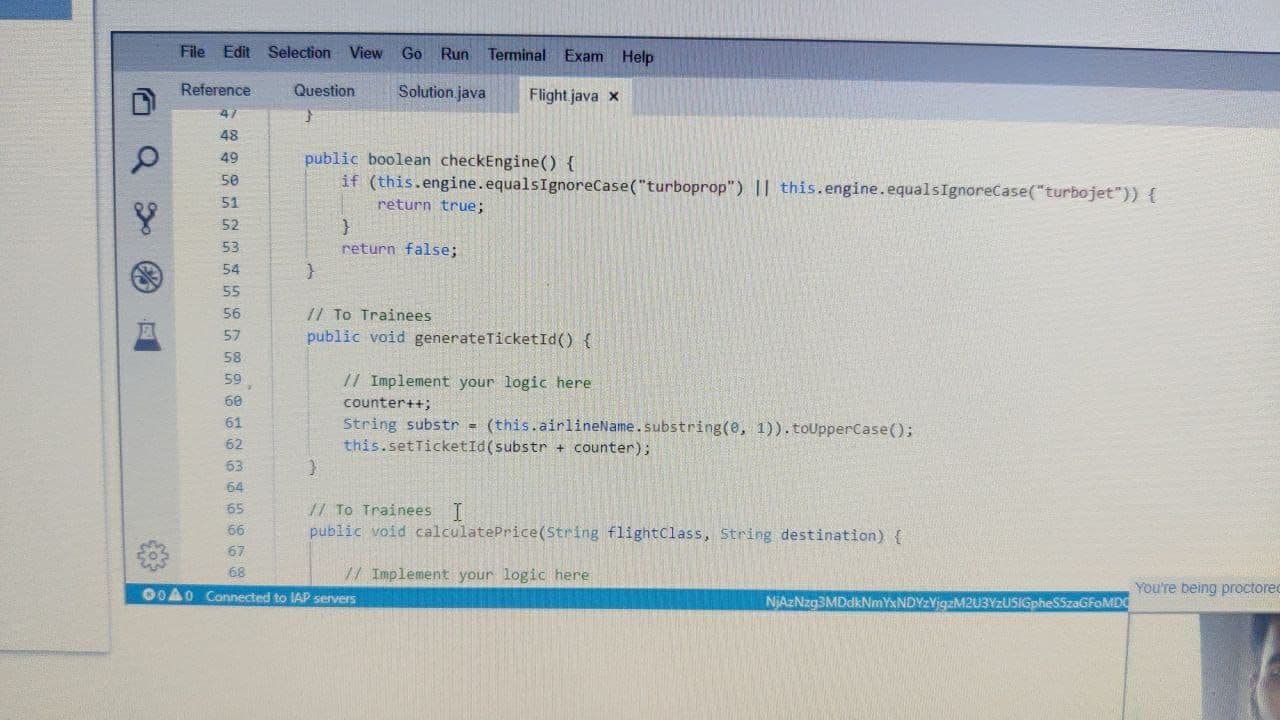 File Edit Selection View Go Run Terminal Exam Help
Reference Question Solution.java Flight.java ×
47 }
48
49 public boolean checkEngine() {
50 if (this.engine.equalsIgnoreCase("turboprop") || this.engine.equalsIgnoreCase("turbojet")) {
51 return true;
52 }
53 return false;
54 }
55
56 // To Trainees
57 public void generateTicketId() {
58
59 // Implement your logic here
60 counter++;
61 String substr = (this.airlineName.substring(0, 1)).toUpperCase();
62 this.setTicketId(substr + counter);
63 }
64
65 // To Trainees
66 public void calculatePrice(String flightClass, String destination) {
67
68 // Implement your logic here
0 0 Connected to IAP servers
You're being proctored